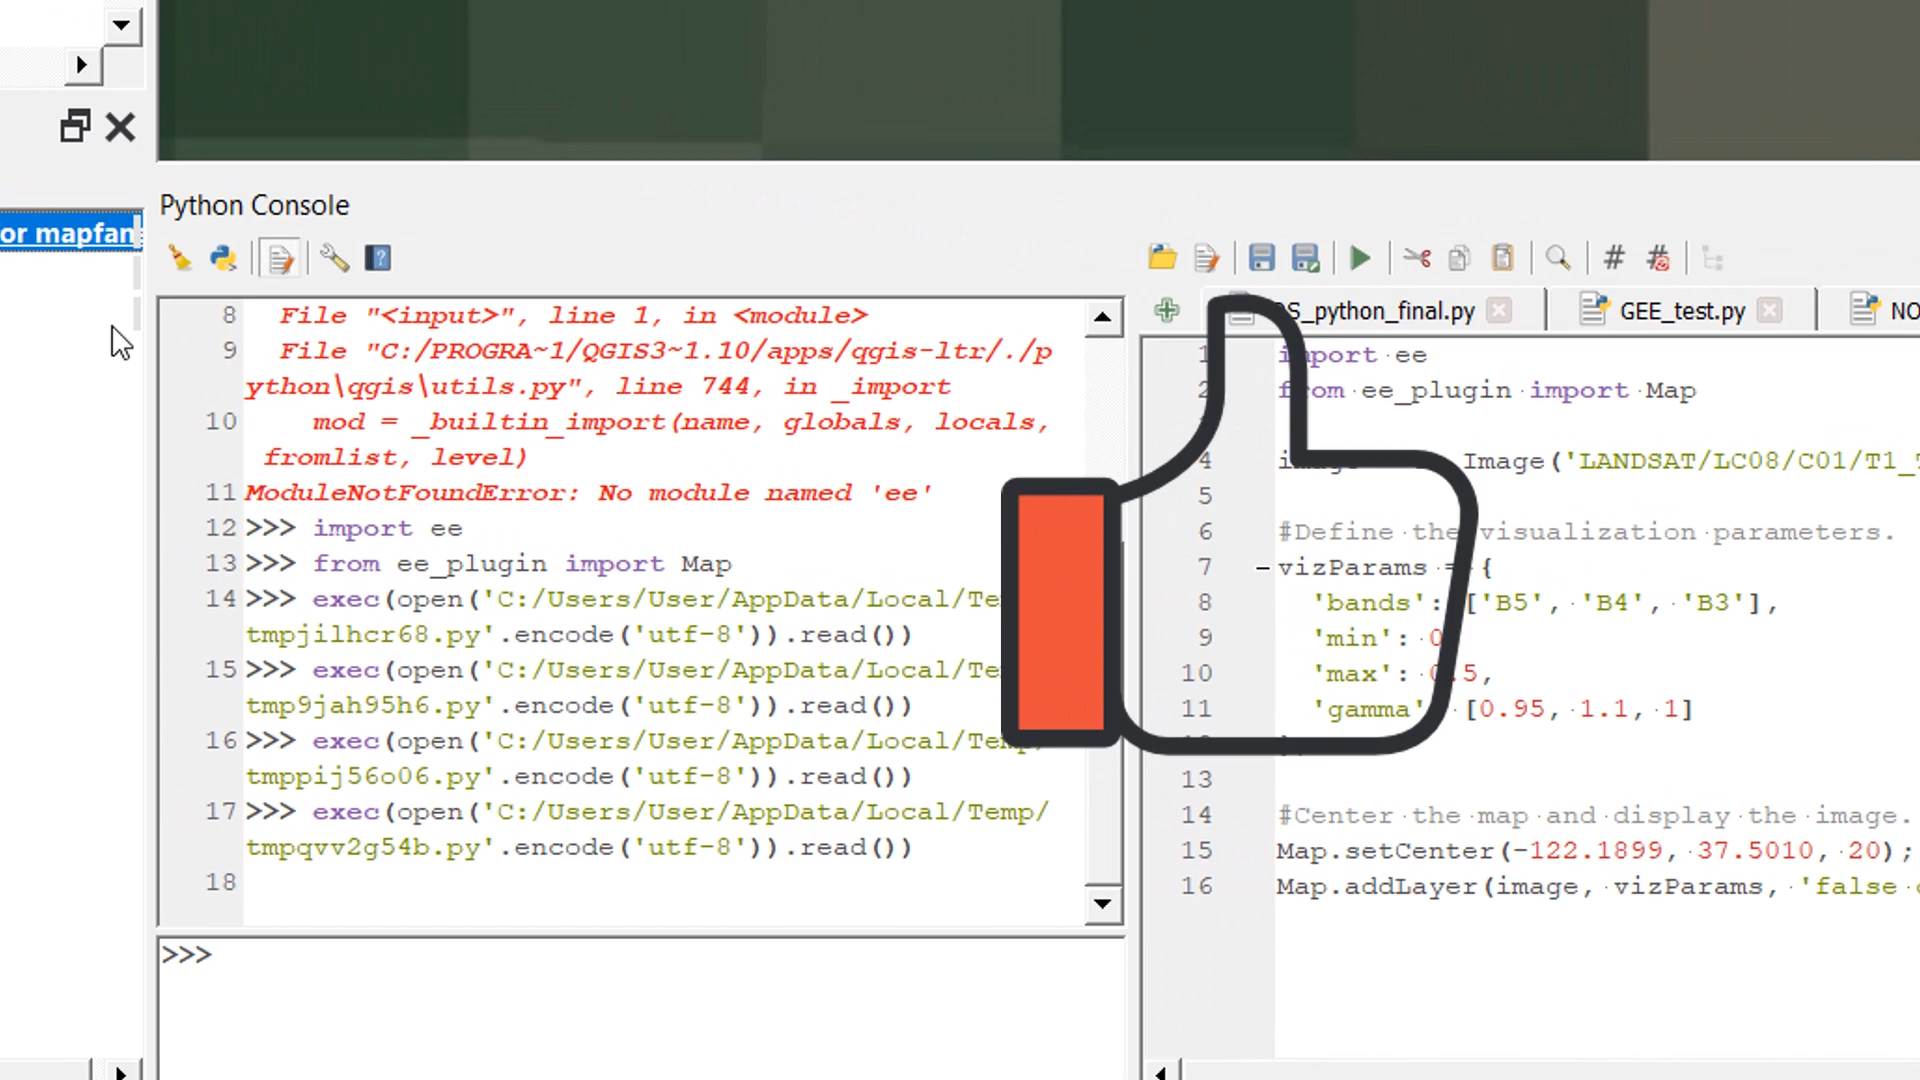 Python Console
or mapfan
8 File "<input>", line 1, in <module>
9 File "C:/PROGRA~1/QGIS3~1.10/apps/qgis-ltr/./p
ython\qgis\utils.py", line 744, in _import
10 mod = _builtin_import(name, globals, locals,
fromlist, level)
11 ModuleNotFoundError: No module named 'ee'
12 >>> import ee
13 >>> from ee_plugin import Map
14 >>> exec(open('C:/Users/User/AppData/Local/Te
tmpjilhcr68.py'.encode('utf-8')).read())
15 >>> exec(open('C:/Users/User/AppData/Local/Te
tmp9jah95h6.py'.encode('utf-8')).read())
16 >>> exec(open('C:/Users/User/AppData/Local/Temp/
tmppij56o06.py'.encode('utf-8')).read())
17 >>> exec(open('C:/Users/User/AppData/Local/Temp/
tmpqvv2g54b.py'.encode('utf-8')).read())
18
>>>
S_python_final.py GEE_test.py NO
1 import ee
2 from ee_plugin import Map
4 Image('LANDSAT/LC08/C01/T1_
5
6 #Define the visualization parameters.
7 vizParams = {
8 'bands': ['B5', 'B4', 'B3'],
9 'min': 0
10 'max': 0.5,
11 'gamma' [0.95, 1.1, 1]
13
14 #Center the map and display the image.
15 Map.setCenter(-122.1899, 37.5010, 20);
16 Map.addLayer(image, vizParams, 'false